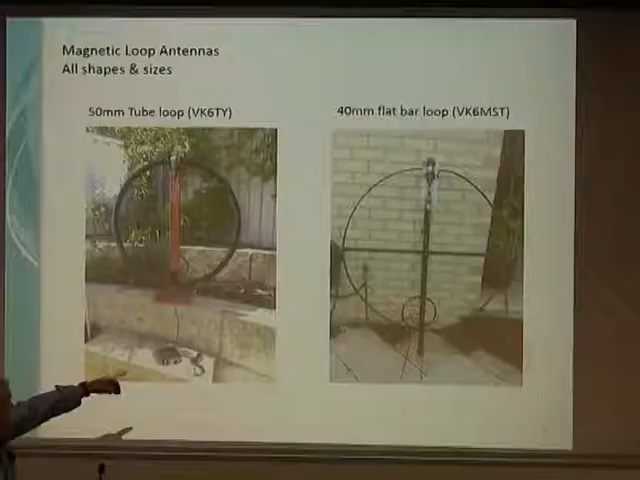 Magnetic Loop Antennas
All shapes & sizes
50mm Tube loop (VK6TY)
40mm flat bar loop (VK6MST)